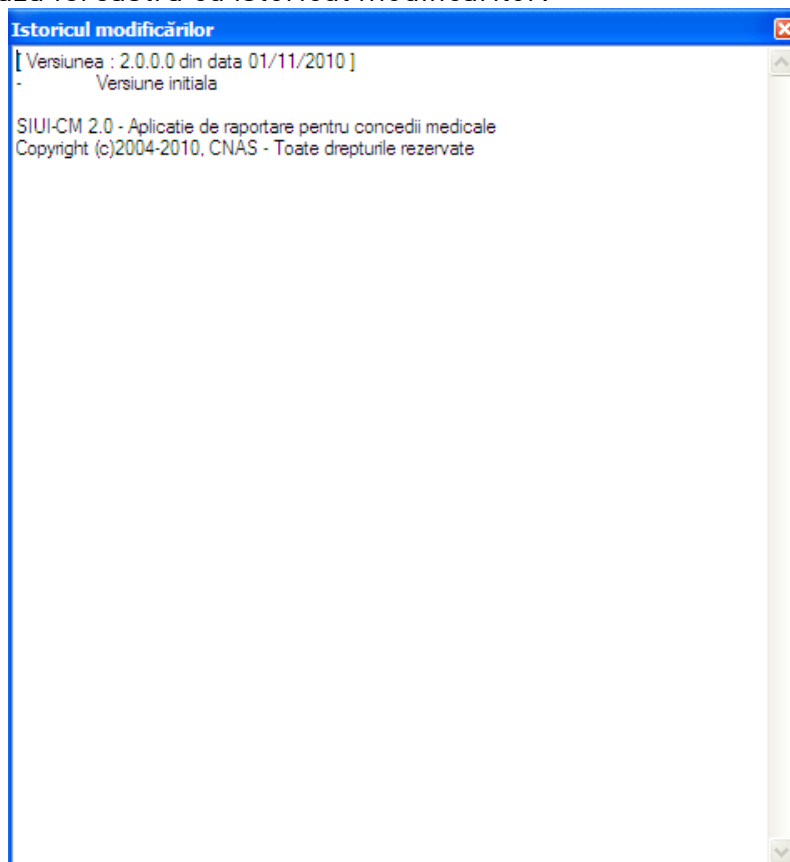 Istoricul modificărilor
[ Versiunea : 2.0.0.0 din data 01/11/2010 ]
- Versiune initiala
SIUI-CM 2.0 - Aplicatie de raportare pentru concedii medicale
Copyright (c)2004-2010, CNAS - Toate drepturile rezervate